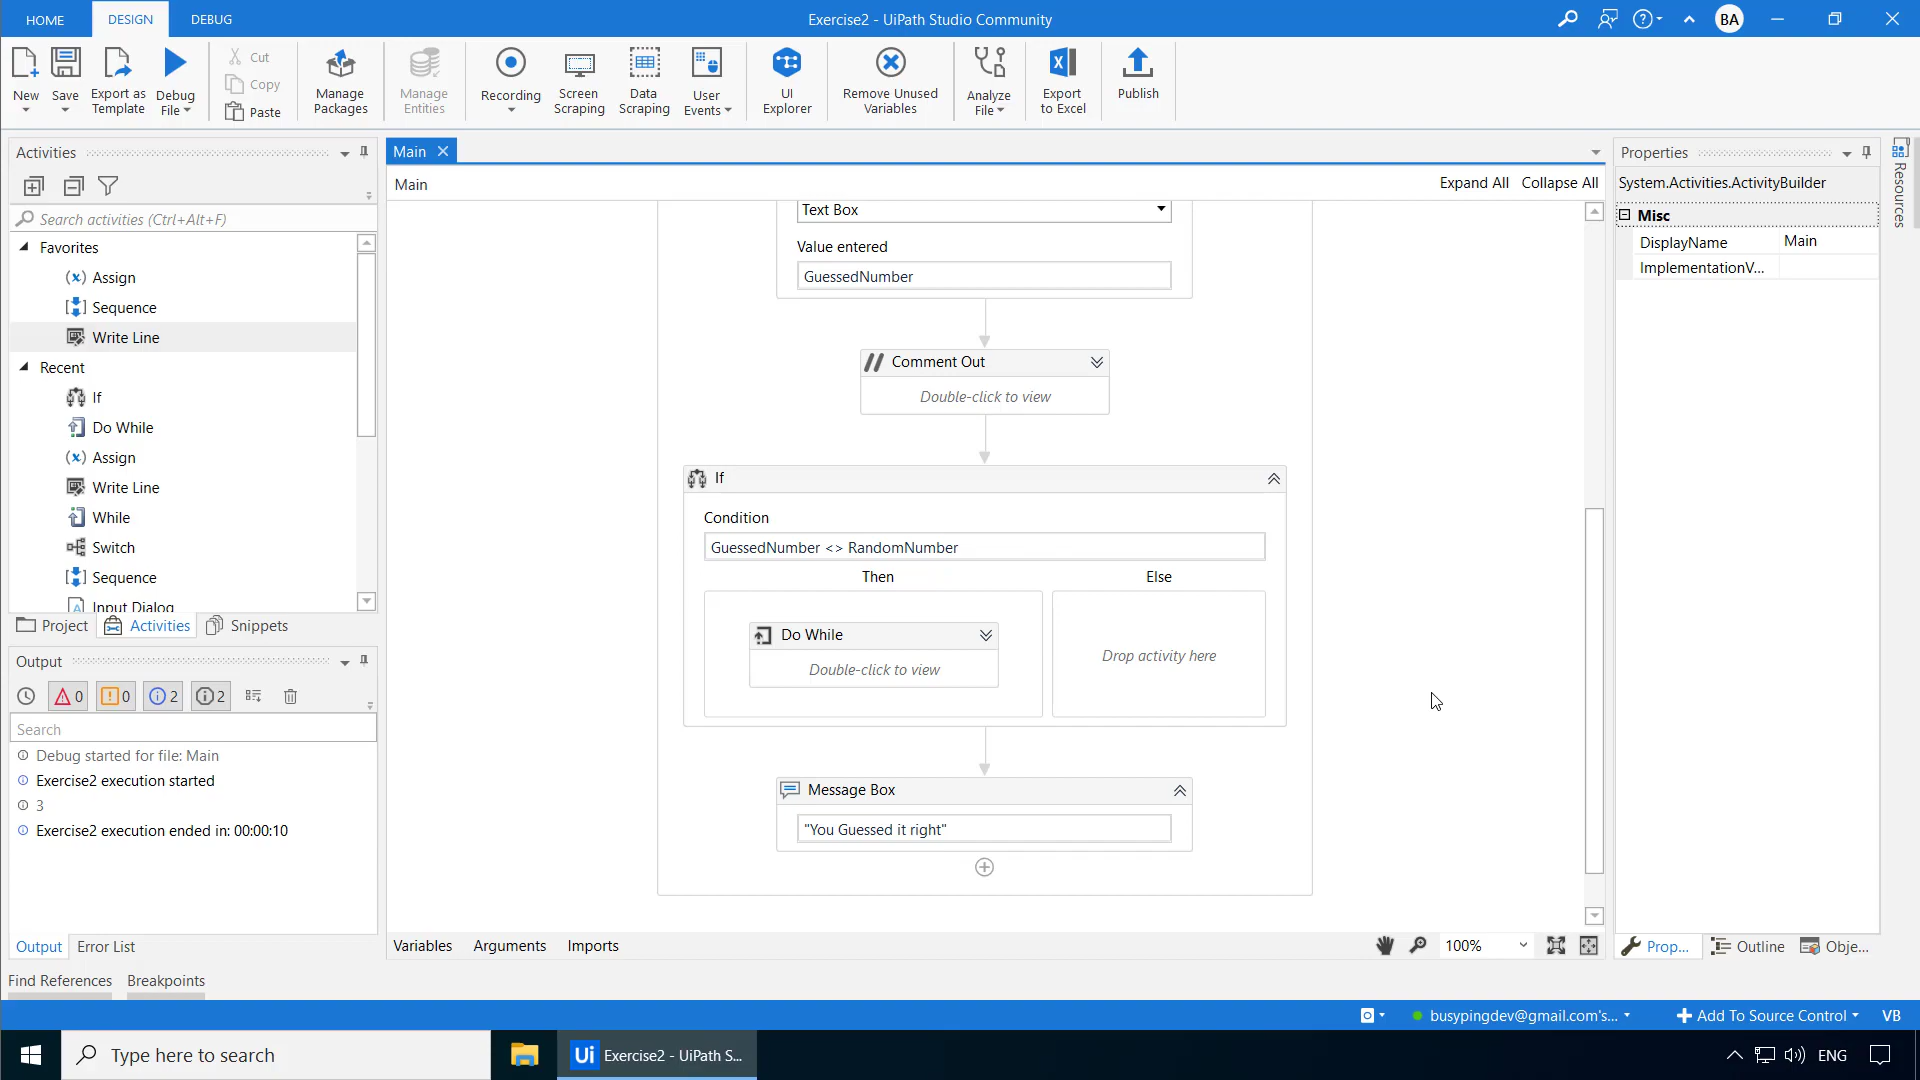 HOME
DESIGN
DEBUG
Exercise2 - UiPath Studio Community
BA
New
Save
Export as Template
Debug File
Cut
Copy
Paste
Manage Packages
Manage Entities
Recording
Screen Scraping
Data Scraping
User Events
UI Explorer
Remove Unused Variables
Analyze File
Export to Excel
Publish
Activities
Search activities (Ctrl+Alt+F)
Favorites
Assign
Sequence
Write Line
Recent
If
Do While
Assign
Write Line
While
Switch
Sequence
Input Dialog
Project
Activities
Snippets
Output
0
0
2
2
Search
Debug started for file: Main
Exercise2 execution started
3
Exercise2 execution ended in: 00:00:10
Output
Error List
Find References
Breakpoints
Main
Main
Expand All
Collapse All
Text Box
Value entered
GuessedNumber
Comment Out
Double-click to view
If
Condition
GuessedNumber <> RandomNumber
Then
Else
Do While
Double-click to view
Drop activity here
Message Box
"You Guessed it right"
Variables
Arguments
Imports
100%
Properties
System.Activities.ActivityBuilder
Misc
DisplayName
Main
ImplementationV...
Resources
Prop...
Outline
Obje...
busypingdev@gmail.com's...
Add To Source Control
VB
Type here to search
Ui
Exercise2 - UiPath S...
ENG